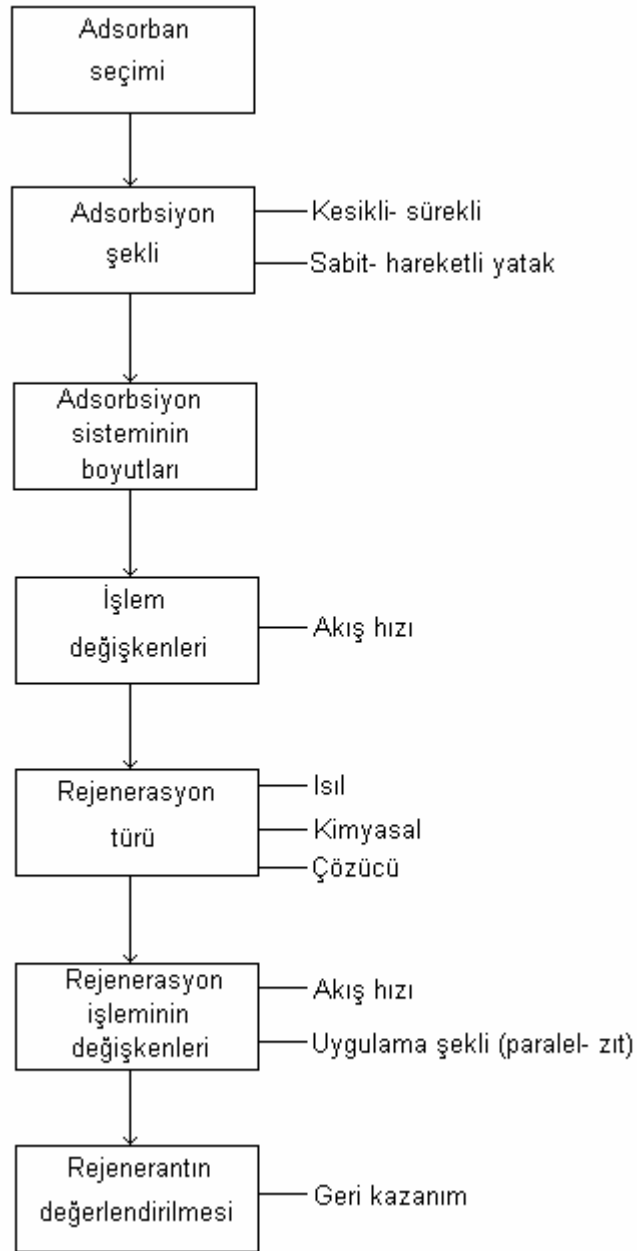 Adsorban
seçimi
Adsorbsiyon
şekli
Kesikli- sürekli
Sabit- hareketli yatak
Adsorbsiyon
sisteminin
boyutları
İşlem
değişkenleri
Akış hızı
Rejenerasyon
türü
Isıl
Kimyasal
Çözücü
Rejenerasyon
işleminin
değişkenleri
Akış hızı
Uygulama şekli (paralel- zıt)
Rejenerantın
değerlendirilmesi
Geri kazanım